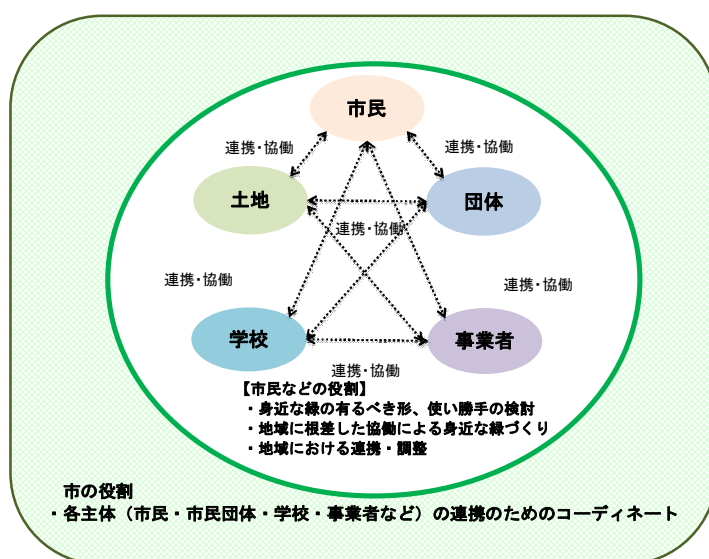 市民
連携・協働
連携・協働
土地
団体
連携・協働
連携・協働
連携・協働
学校
事業者
連携・協働
【市民などの役割】
・身近な緑の有るべき形、使い勝手の検討
・地域に根差した協働による身近な緑づくり
・地域における連携・調整
市の役割
・各主体（市民・市民団体・学校・事業者など）の連携のためのコーディネート